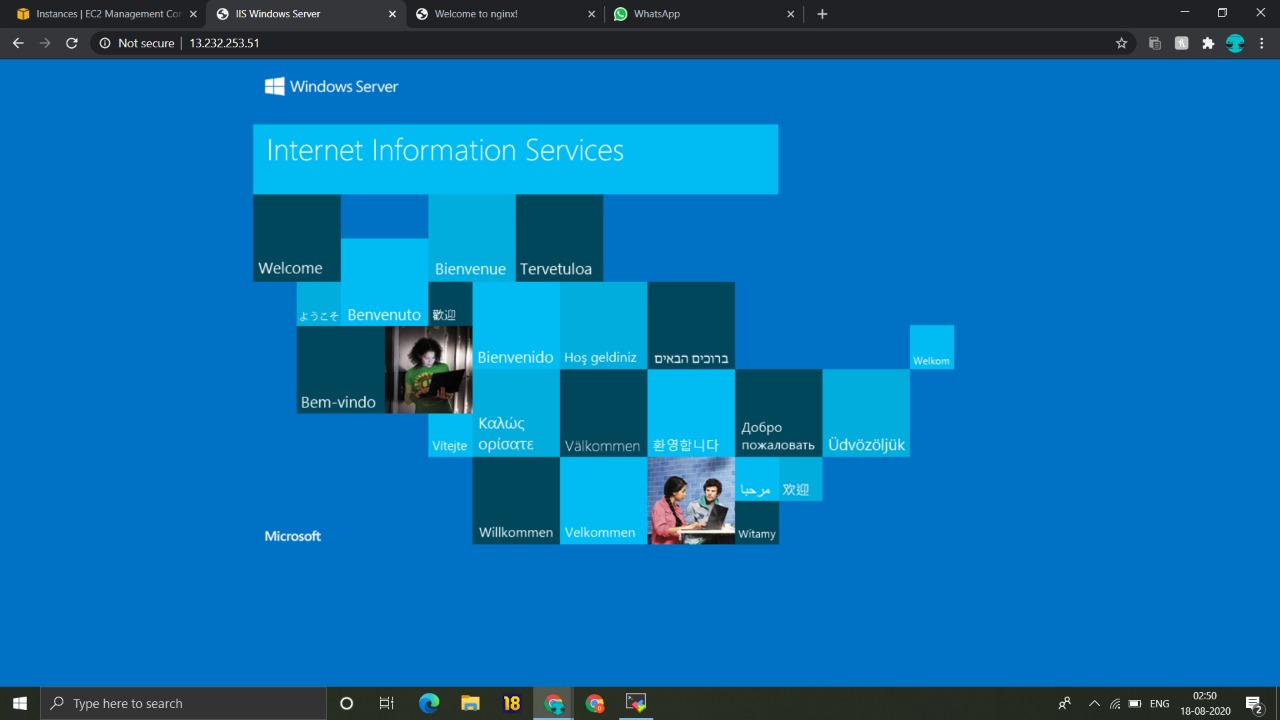 Instances | EC2 Management Con
IIS Windows Server
Welcome to nginx!
WhatsApp
Not secure
13.232.253.51
Windows Server
Internet Information Services
Welcome
Bienvenue
Tervetuloa
ようこそ
Benvenuto
歡迎
Bienvenido
Hoş geldiniz
ברוכים הבאים
Welkom
Bem-vindo
Vítejte
Καλώς
ορίσατε
Välkommen
환영합니다
Добро
пожаловать
Üdvözöljük
Willkommen
Velkommen
مرحبا
欢迎
Witamy
Microsoft
Type here to search
18
ENG
02:50
18-08-2020
2